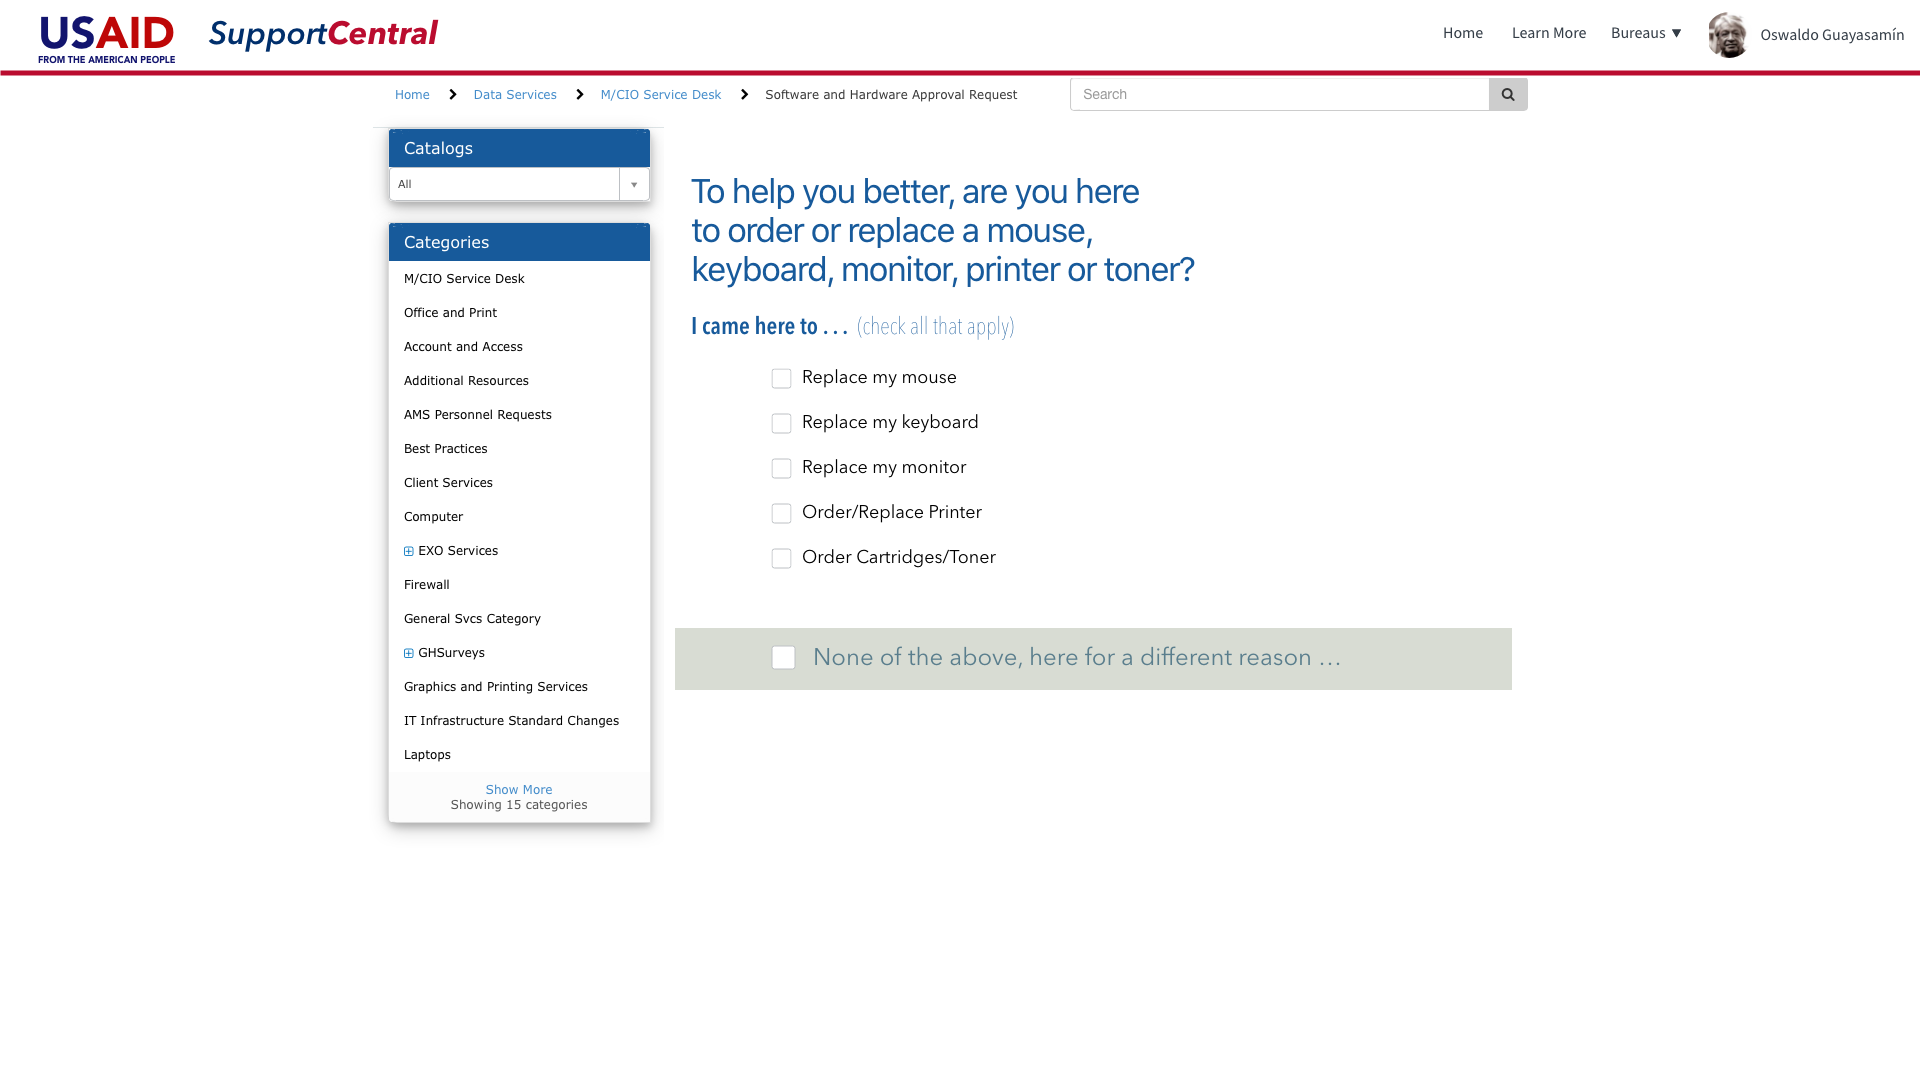 USAID
FROM THE AMERICAN PEOPLE
SupportCentral
Home Learn More Bureaus ▼ Oswaldo Guayasamín
Home Data Services M/CIO Service Desk Software and Hardware Approval Request
Search
Catalogs
All
Categories
M/CIO Service Desk
Office and Print
Account and Access
Additional Resources
AMS Personnel Requests
Best Practices
Client Services
Computer
EXO Services
Firewall
General Svcs Category
GHSurveys
Graphics and Printing Services
IT Infrastructure Standard Changes
Laptops
Show More
Showing 15 categories
To help you better, are you here
to order or replace a mouse,
keyboard, monitor, printer or toner?
I came here to . . . (check all that apply)
Replace my mouse
Replace my keyboard
Replace my monitor
Order/Replace Printer
Order Cartridges/Toner
None of the above, here for a different reason …